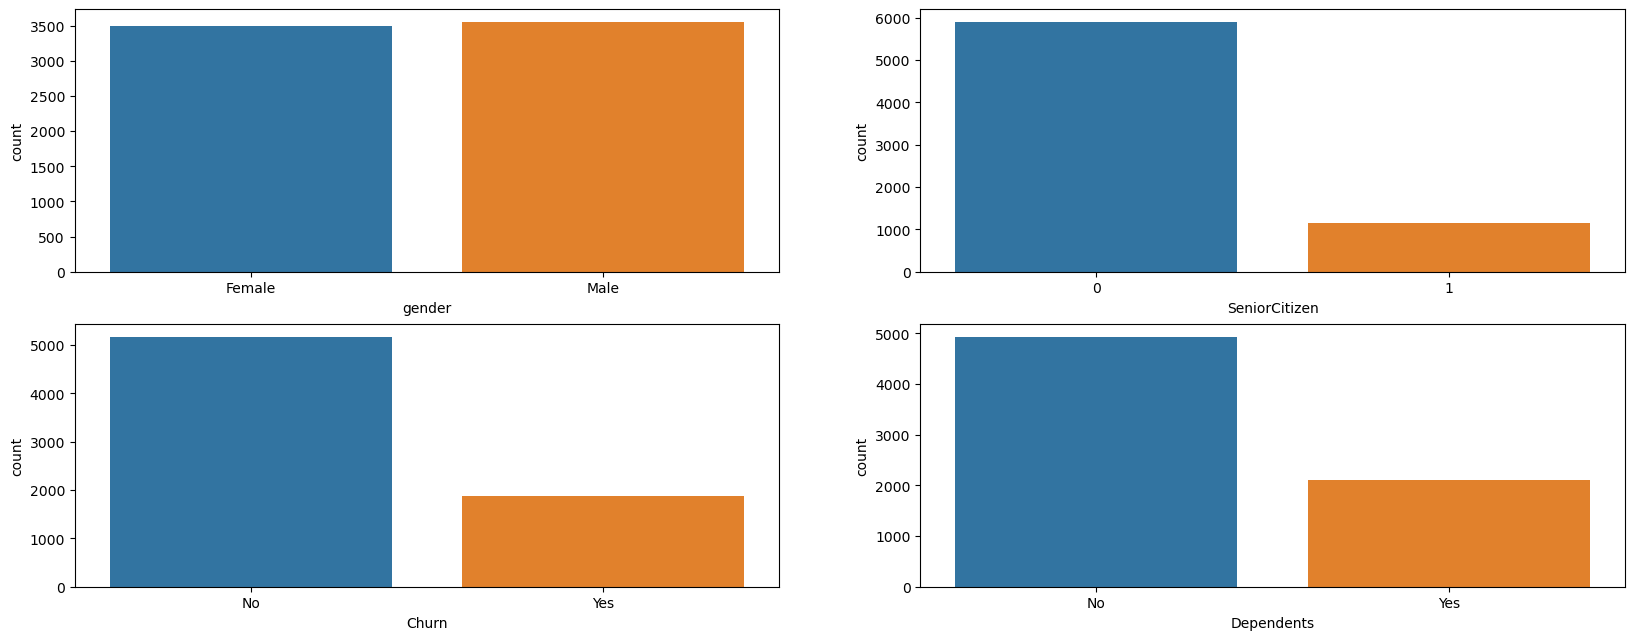 3500
3000
2500
2000
1500
1000
500
0
count
Female Male
gender
6000
5000
4000
3000
2000
1000
0
count
0 1
SeniorCitizen
5000
4000
3000
2000
1000
0
count
No Yes
Churn
5000
4000
3000
2000
1000
0
count
No Yes
Dependents